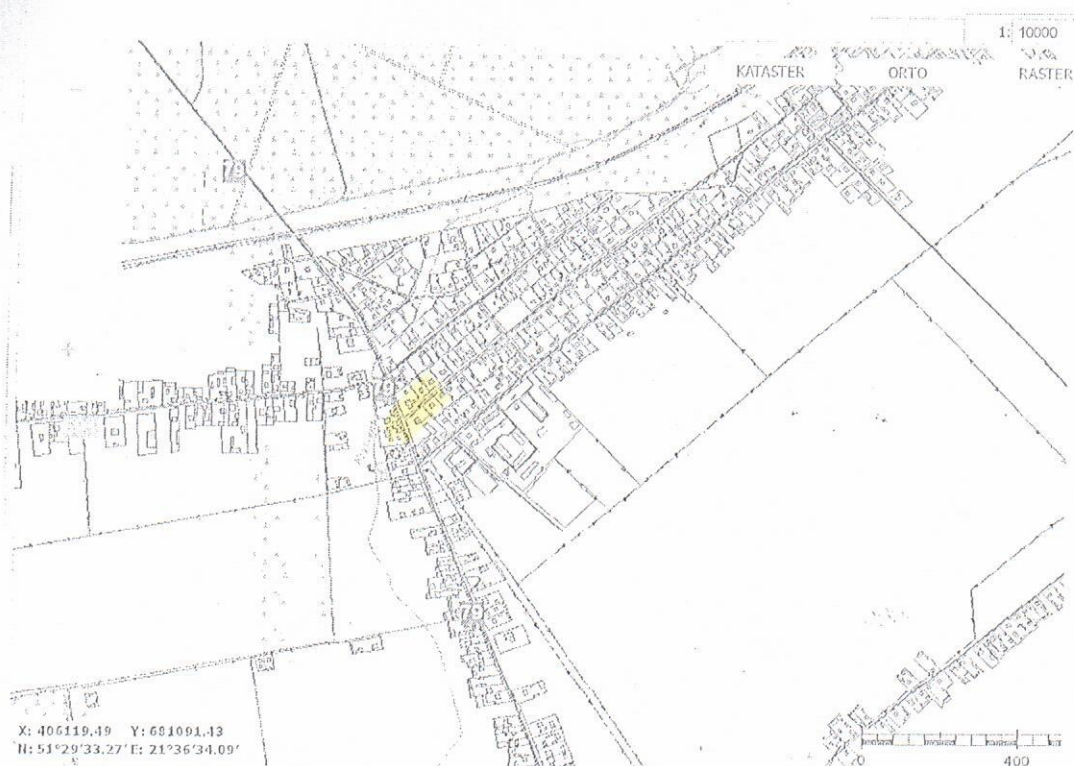 1: 10000
KATASTER ORTO RASTER
79
79
X: 406119.49 Y: 681091.43
N: 51°29'33.27' E: 21°36'34.09'
0 400